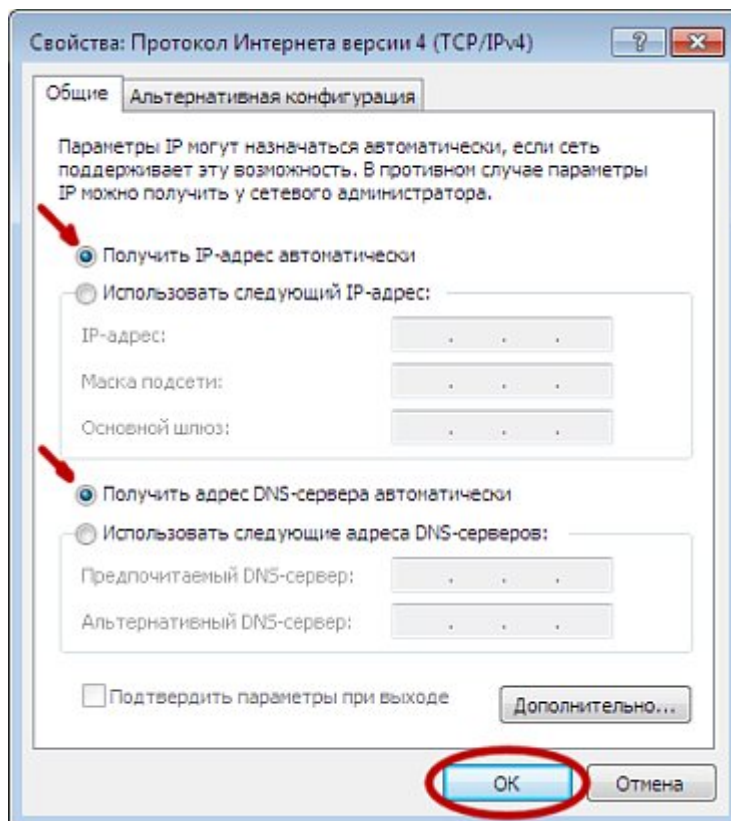 Свойства: Протокол Интернета версии 4 (TCP/IPv4)
Общие
Альтернативная конфигурация
Параметры IP могут назначаться автоматически, если сеть
поддерживает эту возможность. В противном случае параметры
IP можно получить у сетевого администратора.
Получить IP-адрес автоматически
Использовать следующий IP-адрес:
IP-адрес:
Маска подсети:
Основной шлюз:
Получить адрес DNS-сервера автоматически
Использовать следующие адреса DNS-серверов:
Предпочитаемый DNS-сервер:
Альтернативный DNS-сервер:
Подтвердить параметры при выходе
Дополнительно...
ОК
Отмена